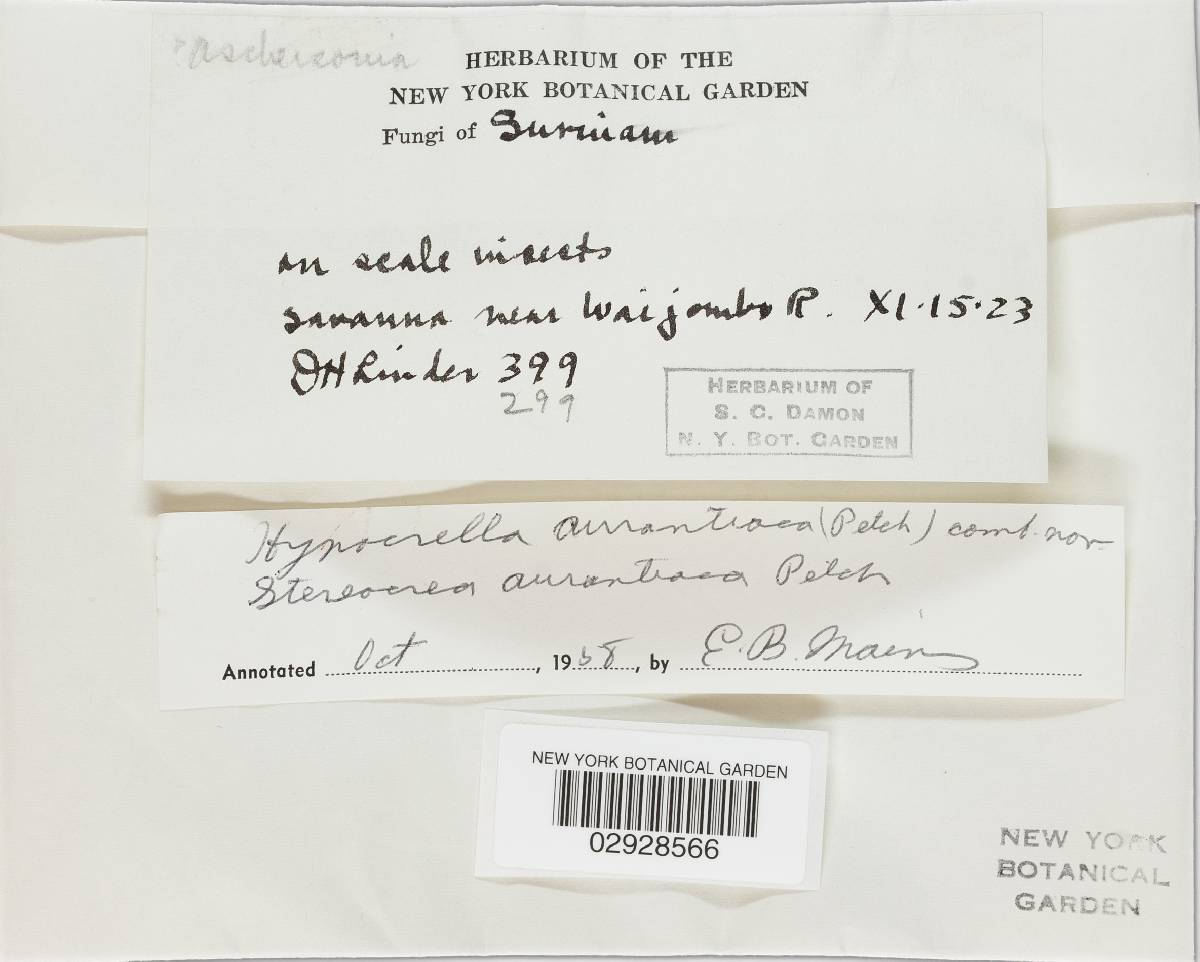 ? Aschersonia
HERBARIUM OF THE
NEW YORK BOTANICAL GARDEN
Fungi of Surinam
on scale insects
savanna near Waijombo R. XI·15·23
DH Linder 399
299
HERBARIUM OF
S. C. DAMON
N. Y. BOT. GARDEN
Hypocrella aurantiaca (Petch) comb. nov.
Stereocrea aurantiaca Petch
Annotated Oct, 1958, by E. B. Mains
NEW YORK BOTANICAL GARDEN
02928566
NEW YORK
BOTANICAL
GARDEN